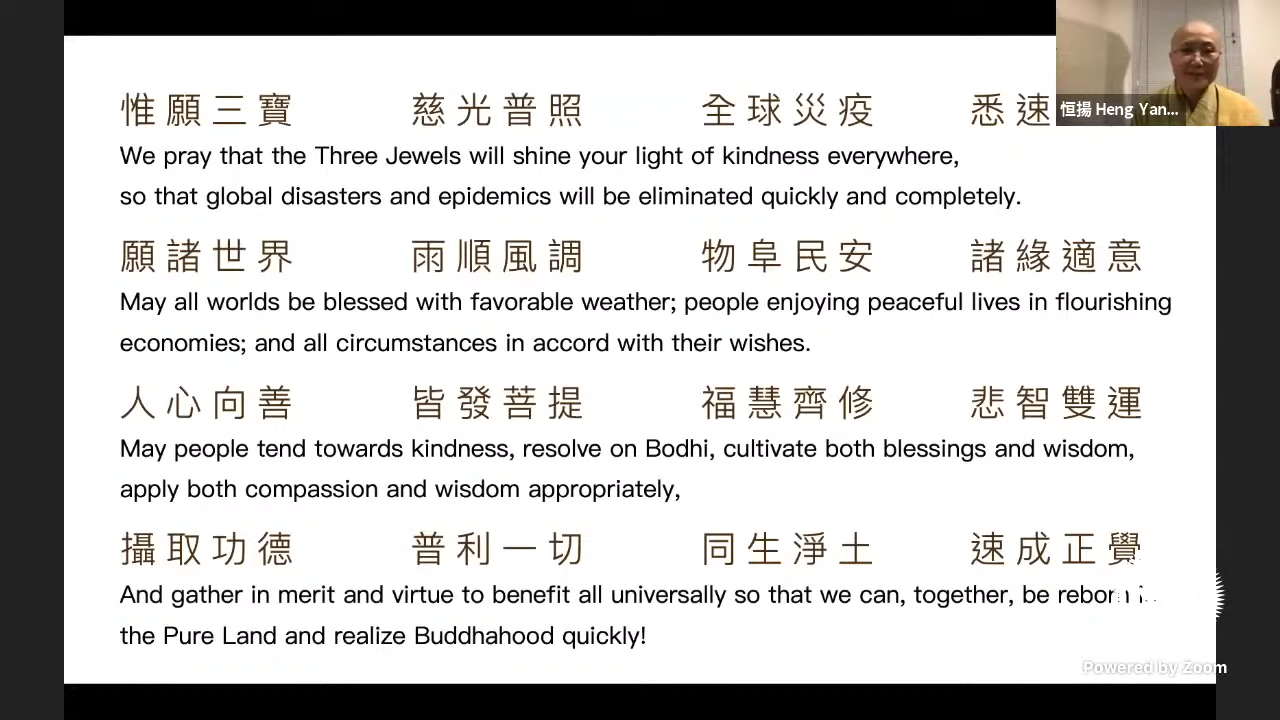 惟願三寶 慈光普照 全球災疫 悉速
恒揚 Heng Yan...
We pray that the Three Jewels will shine your light of kindness everywhere,
so that global disasters and epidemics will be eliminated quickly and completely.
願諸世界 雨順風調 物阜民安 諸緣適意
May all worlds be blessed with favorable weather; people enjoying peaceful lives in flourishing
economies; and all circumstances in accord with their wishes.
人心向善 皆發菩提 福慧齊修 悲智雙運
May people tend towards kindness, resolve on Bodhi, cultivate both blessings and wisdom,
apply both compassion and wisdom appropriately,
攝取功德 普利一切 同生淨土 速成正覺
And gather in merit and virtue to benefit all universally so that we can, together, be reborn
the Pure Land and realize Buddhahood quickly!
Powered by Zoom